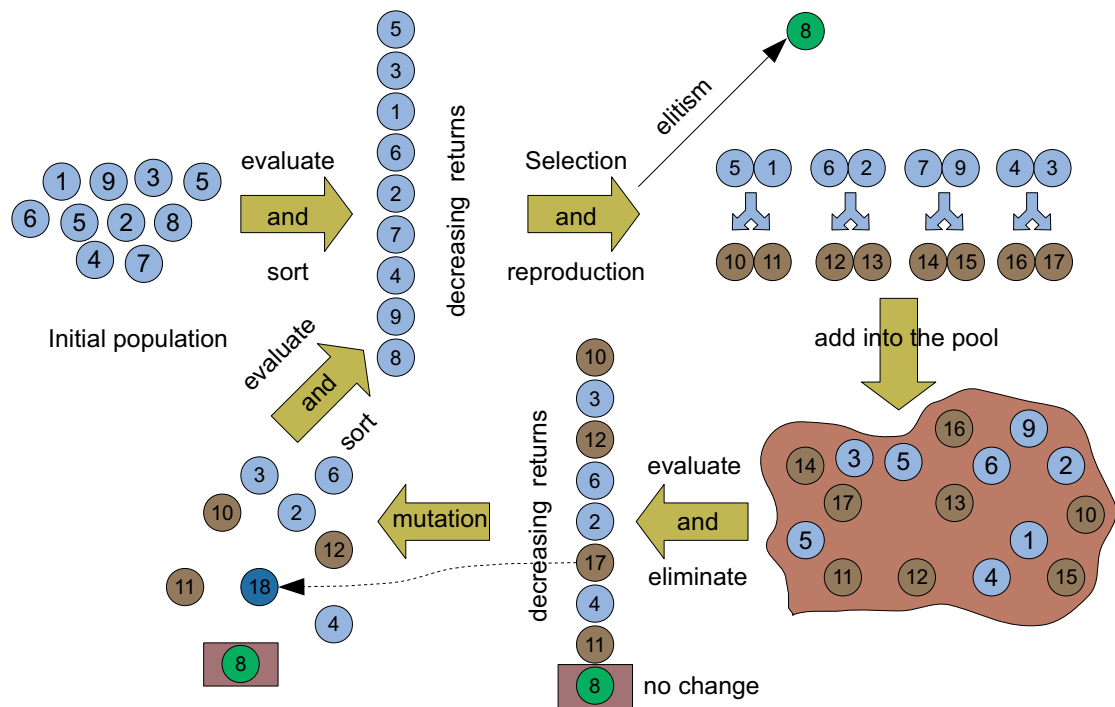 1 9 3 5
6 5 2 8
4 7
Initial population
evaluate
and
sort
5
3
1
6
2
7
4
9
8
decreasing returns
Selection
and
reproduction
elitism
8
5 1 6 2 7 9 4 3
10 11 12 13 14 15 16 17
add into the pool
16 9
14 3 5 6 2
17 13 10
5 1
11 12 4 15
evaluate
and
eliminate
10
3
12
6
2
17
4
11
8
decreasing returns
no change
mutation
3 6
10 2
12
11 18
4
8
evaluate
and
sort